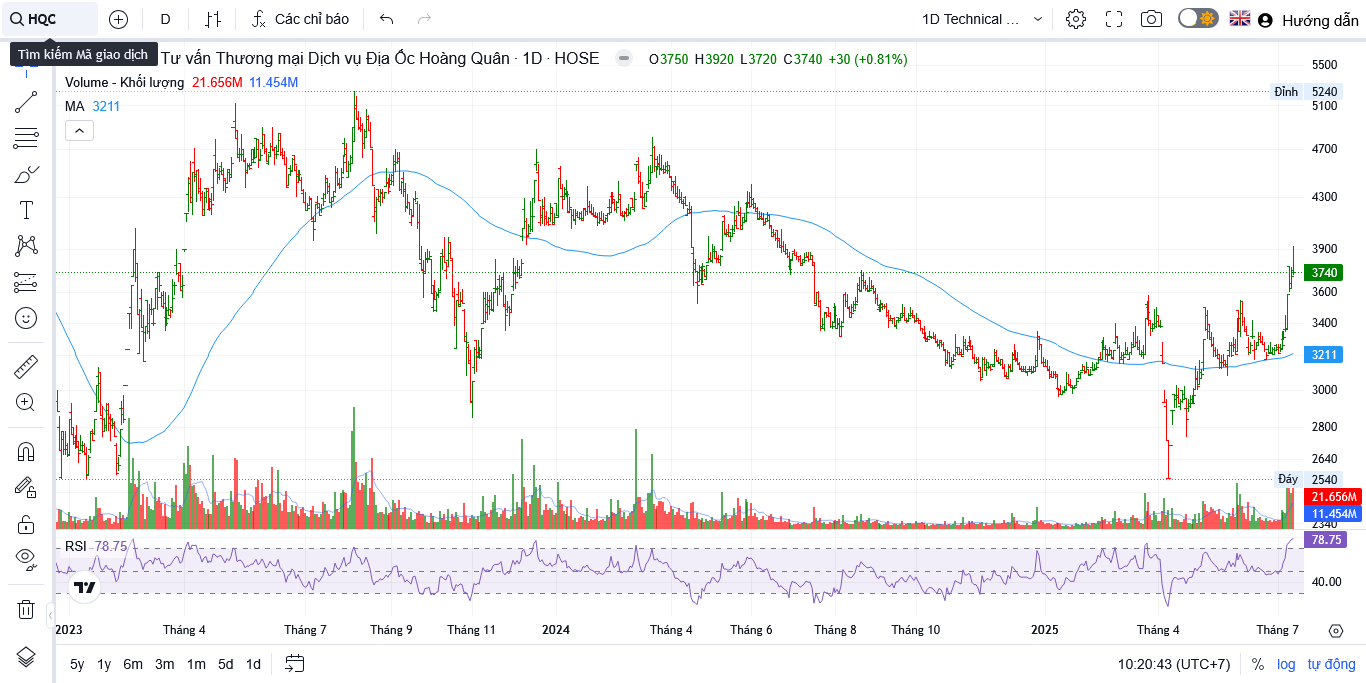 HQC
D
Các chỉ báo
1D Technical ...
Hướng dẫn
Tìm kiếm Mã giao dịch
Tư vấn Thương mại Dịch vụ Địa Ốc Hoàng Quân · 1D · HOSE
O3750 H3920 L3720 C3740 +30 (+0.81%)
Volume - Khối lượng 21.656M 11.454M
MA 3211
5500
Đỉnh 5240
5100
4700
4300
3900
3740
3600
3400
3211
3000
2800
2640
Đáy 2540
21.656M
11.454M
2340
RSI 78.75
78.75
40.00
2023 Tháng 4 Tháng 7 Tháng 9 Tháng 11 2024 Tháng 4 Tháng 6 Tháng 8 Tháng 10 2025 Tháng 4 Tháng 7
5y 1y 6m 3m 1m 5d 1d
10:20:43 (UTC+7) % log tự động